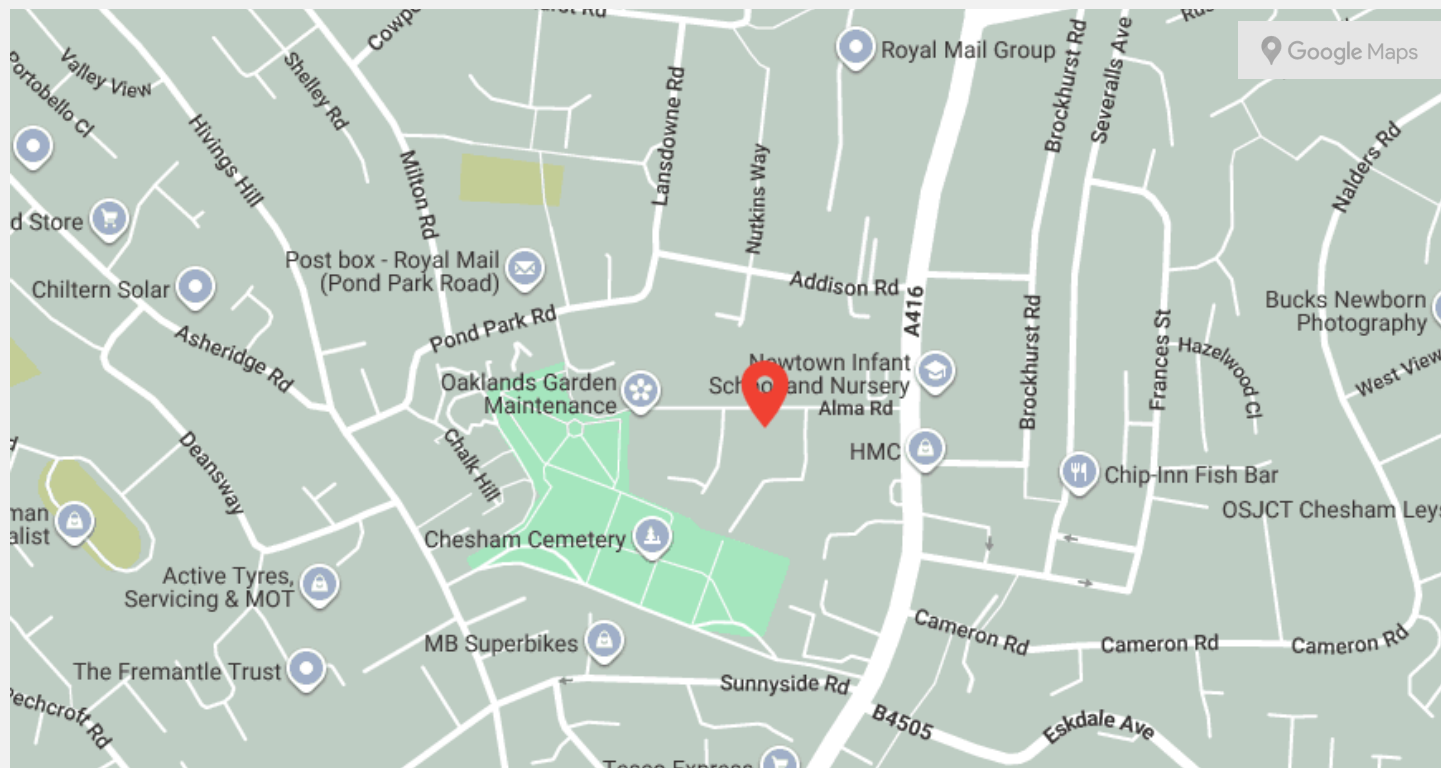 Cowpe
Royal Mail Group
Google Maps
Valley View
Portobello Cl
Shelley Rd
Hivings Hill
Milton Rd
Lansdowne Rd
Nutkins Way
Brockhurst Rd
Severalls Ave
Nalders Rd
d Store
Chiltern Solar
Post box - Royal Mail
(Pond Park Road)
Addison Rd
A416
Pond Park Rd
Asheridge Rd
Bucks Newborn
Photography
Brockhurst Rd
Frances St
Hazelwood Cl
West View
Newtown Infant
School and Nursery
Oaklands Garden
Maintenance
Alma Rd
HMC
Chip-Inn Fish Bar
OSJCT Chesham Leys
Deansway
Chalk Hill
man
alist
Chesham Cemetery
Active Tyres,
Servicing & MOT
MB Superbikes
The Fremantle Trust
Cameron Rd
Cameron Rd
Cameron Rd
Sunnyside Rd
B4505
Eskdale Ave
echcroft Rd
Tesco Express